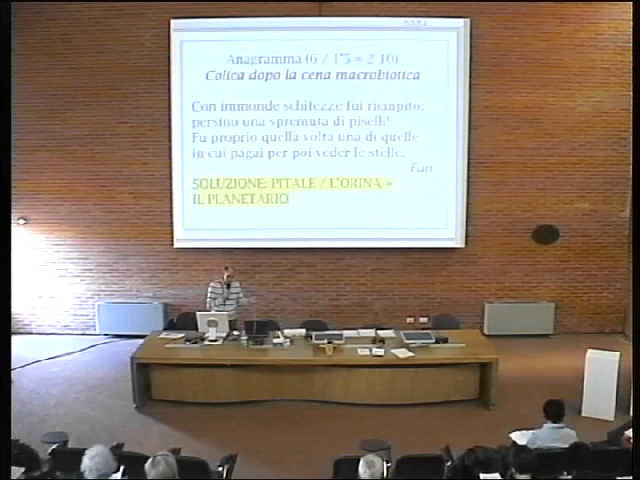 Anagramma (6 / 1'5 = 2 10)
Colica dopo la cena macrobiotica
Con immonde schifezze fui riempito;
persino una spremuta di piselli!
Fu proprio quella volta una di quelle
in cui pagai per poi veder le stelle.
SOLUZIONE: PITALE / L'ORINA =
IL PLANETARIO